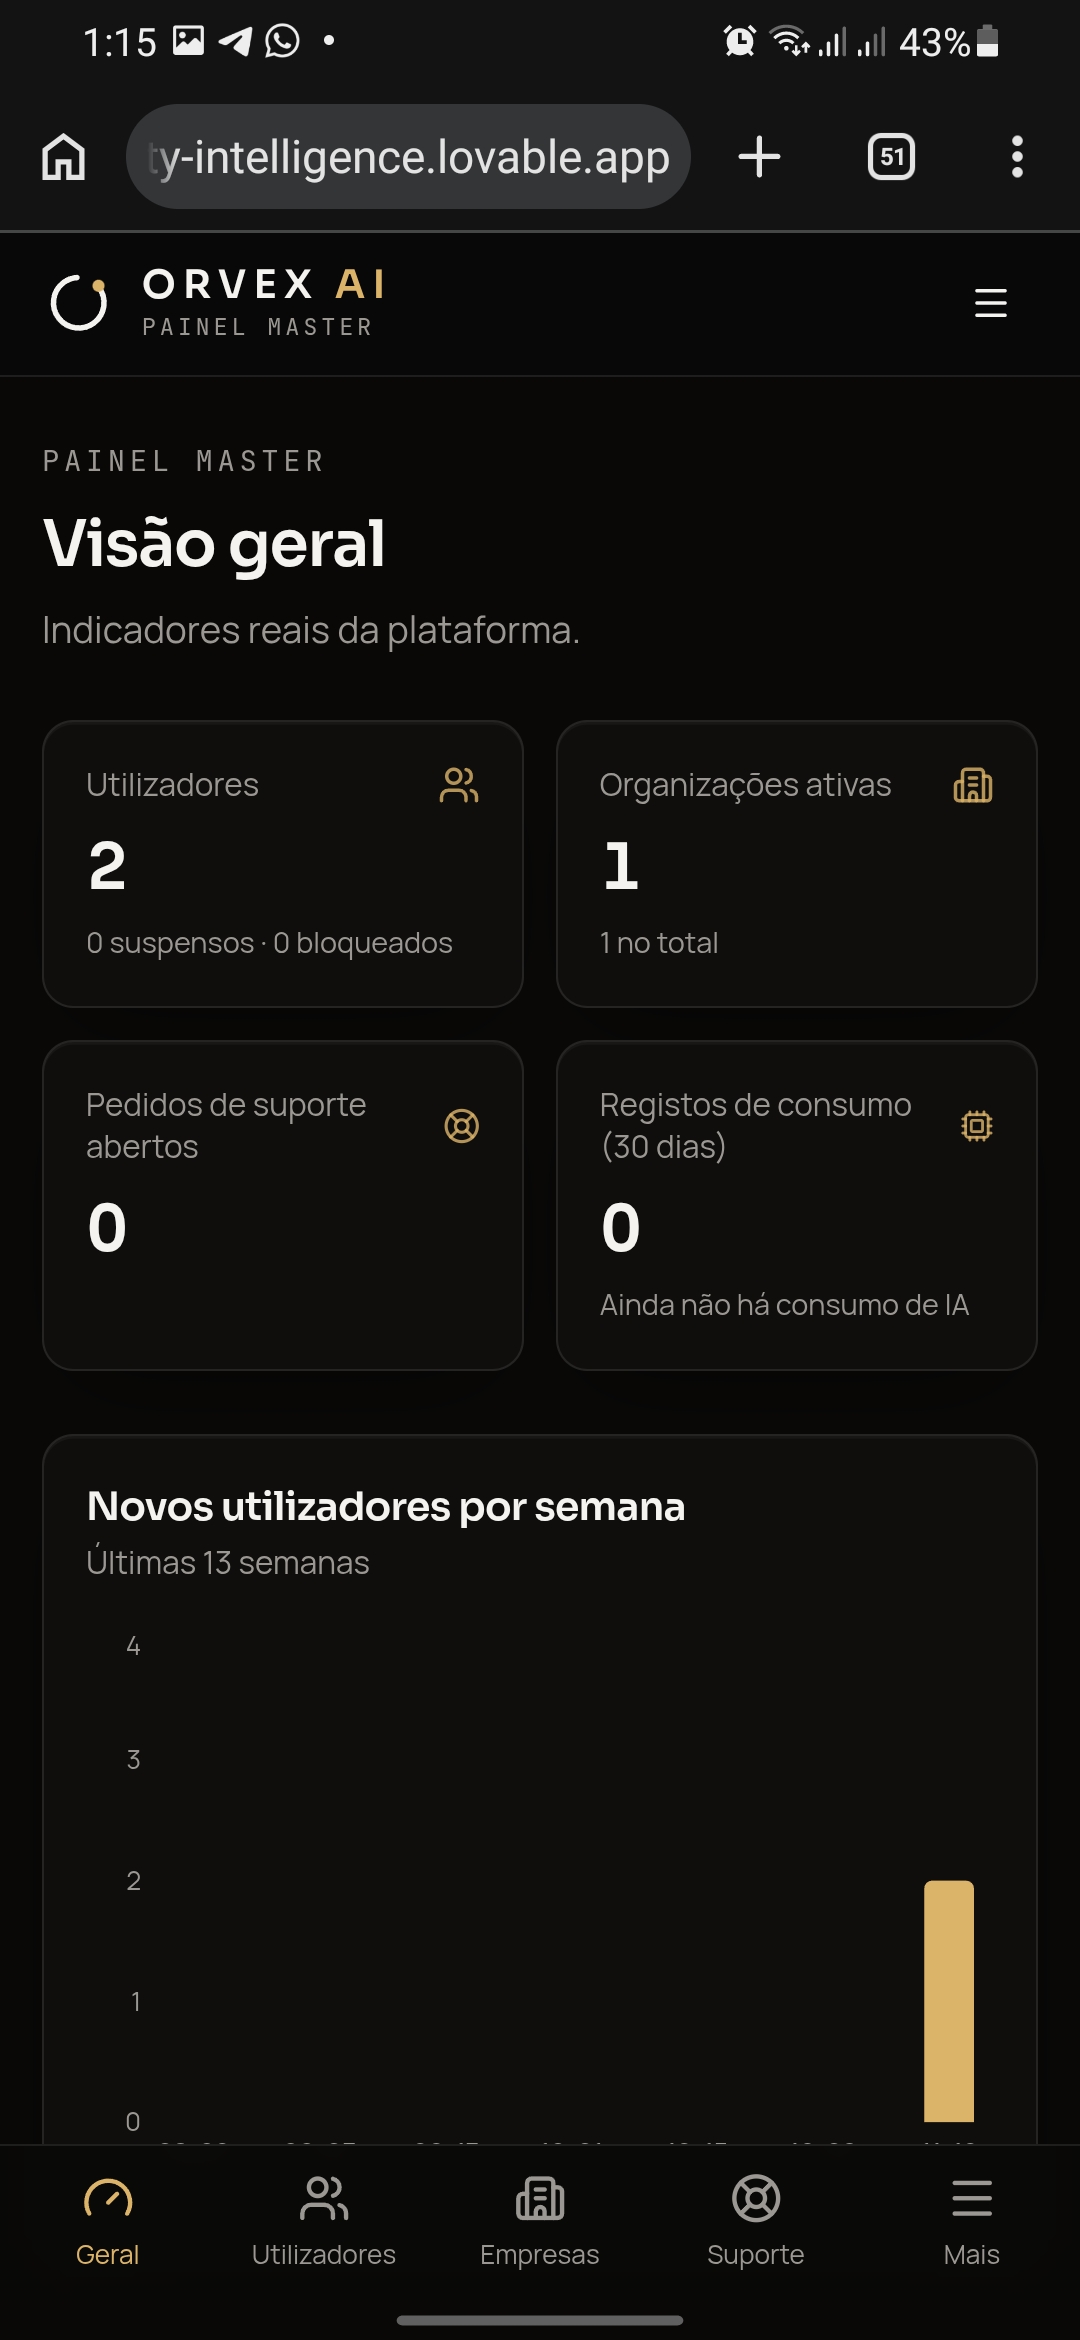 1:15
43%
ty-intelligence.lovable.app
51
ORVEX AI
PAINEL MASTER
PAINEL MASTER
Visão geral
Indicadores reais da plataforma.
Utilizadores
2
0 suspensos · 0 bloqueados
Organizações ativas
1
1 no total
Pedidos de suporte
abertos
0
Registos de consumo
(30 dias)
0
Ainda não há consumo de IA
Novos utilizadores por semana
Últimas 13 semanas
4
3
2
1
0
Geral
Utilizadores
Empresas
Suporte
Mais